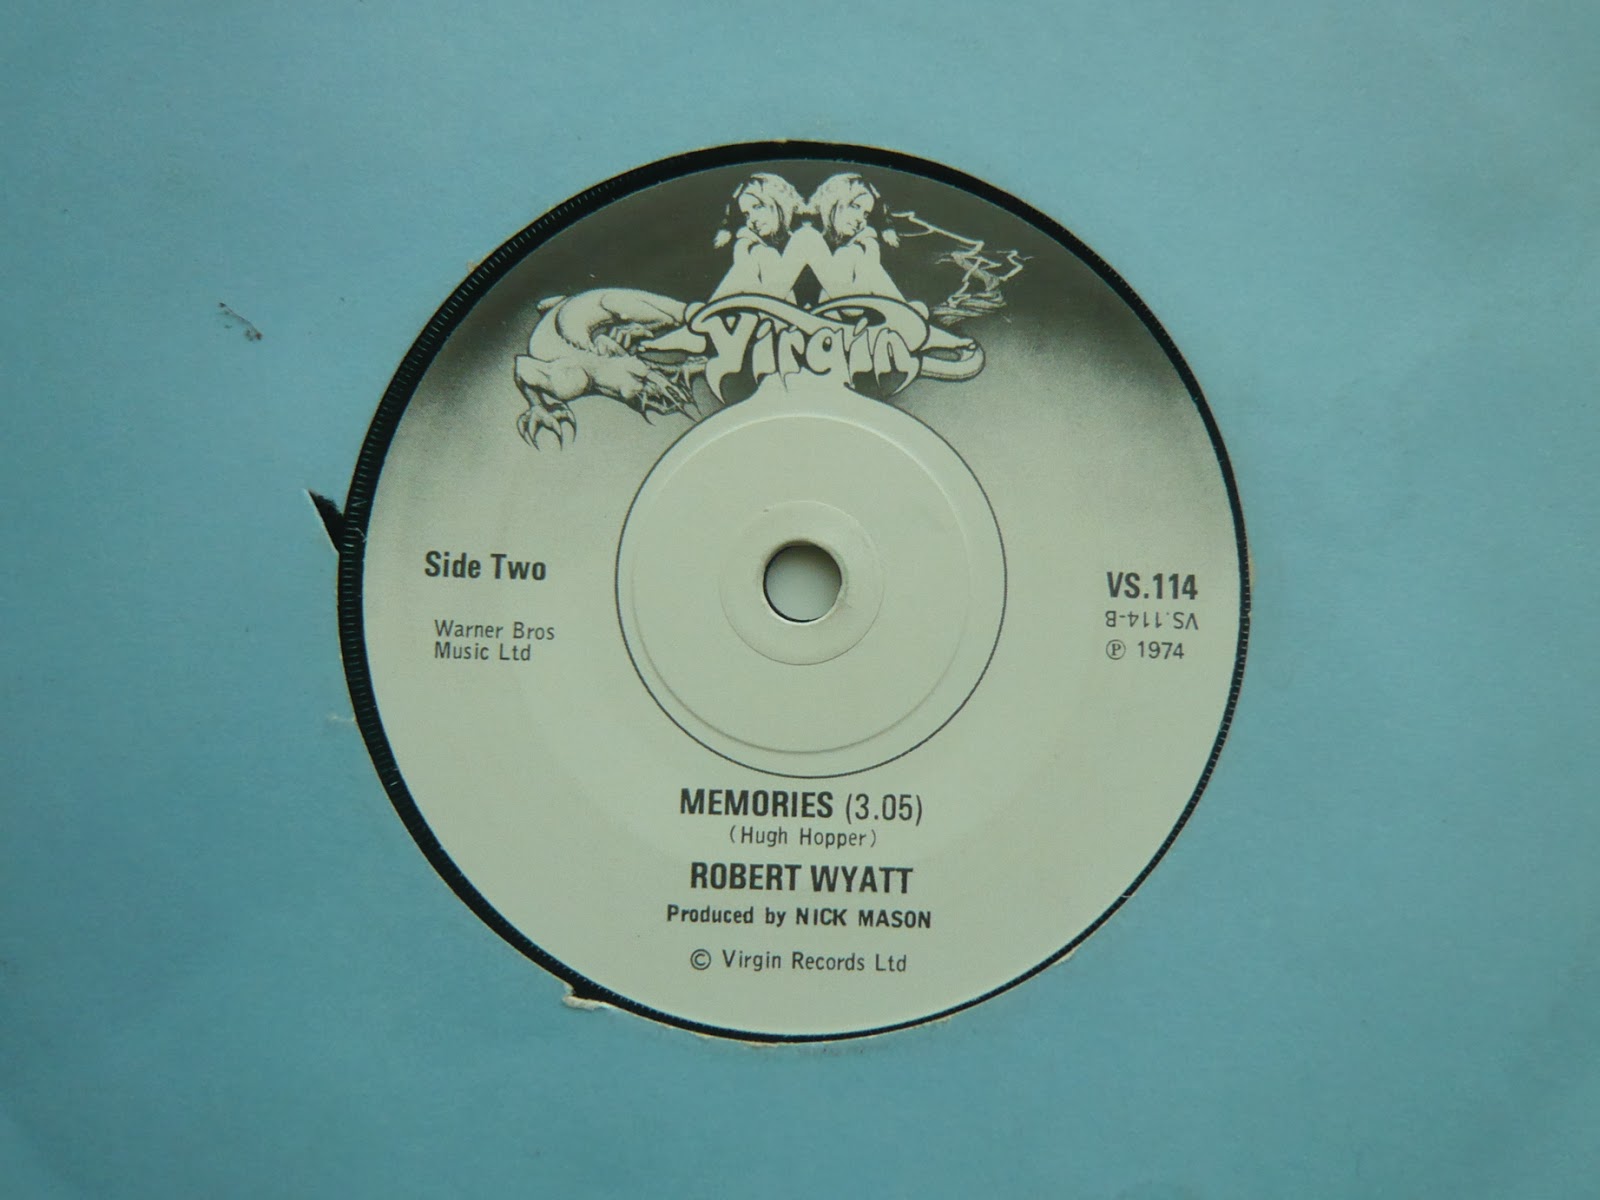 Virgin
Side Two
Warner Bros
Music Ltd
VS.114
VS.114-B
Ⓟ 1974
MEMORIES (3.05)
(Hugh Hopper)
ROBERT WYATT
Produced by NICK MASON
© Virgin Records Ltd